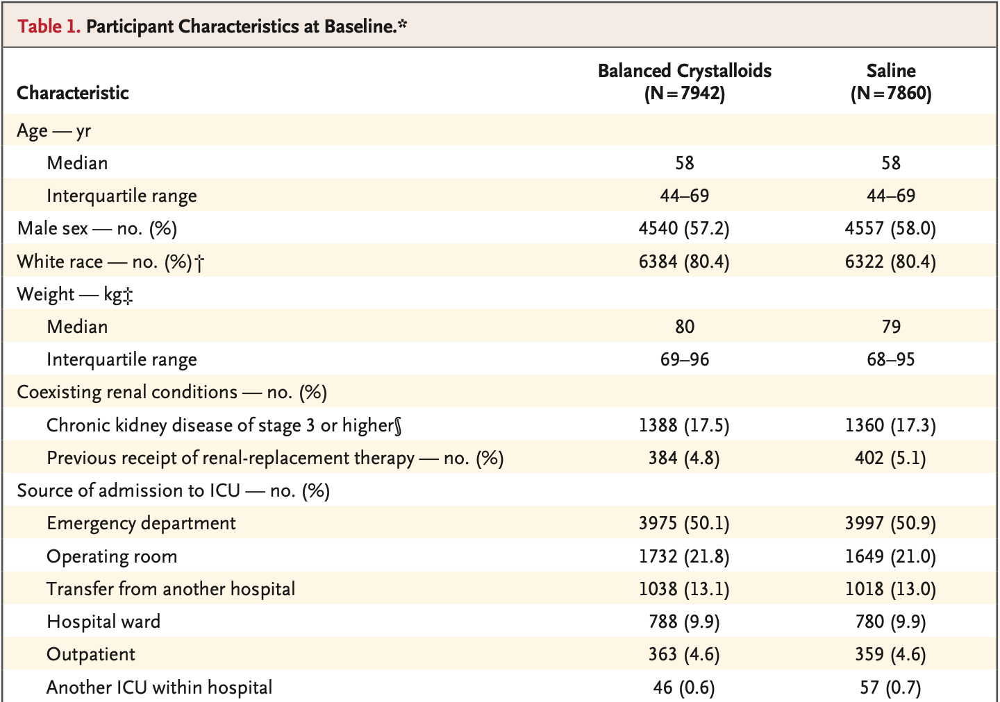 Table 1. Participant Characteristics at Baseline.*
Characteristic Balanced Crystalloids (N=7942) Saline (N=7860)
Age — yr
Median 58 58
Interquartile range 44–69 44–69
Male sex — no. (%) 4540 (57.2) 4557 (58.0)
White race — no. (%)† 6384 (80.4) 6322 (80.4)
Weight — kg‡
Median 80 79
Interquartile range 69–96 68–95
Coexisting renal conditions — no. (%)
Chronic kidney disease of stage 3 or higher§ 1388 (17.5) 1360 (17.3)
Previous receipt of renal-replacement therapy — no. (%) 384 (4.8) 402 (5.1)
Source of admission to ICU — no. (%)
Emergency department 3975 (50.1) 3997 (50.9)
Operating room 1732 (21.8) 1649 (21.0)
Transfer from another hospital 1038 (13.1) 1018 (13.0)
Hospital ward 788 (9.9) 780 (9.9)
Outpatient 363 (4.6) 359 (4.6)
Another ICU within hospital 46 (0.6) 57 (0.7)